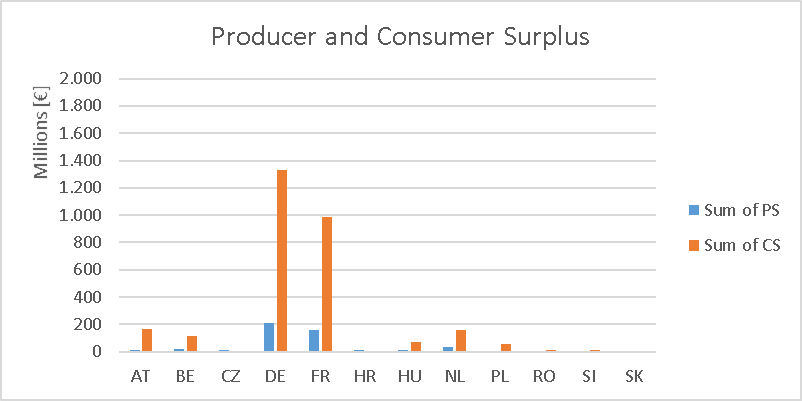 Producer and Consumer Surplus
Millions [€]
2.000
1.800
1.600
1.400
1.200
1.000
800
600
400
200
0
AT BE CZ DE FR HR HU NL PL RO SI SK
Sum of PS
Sum of CS